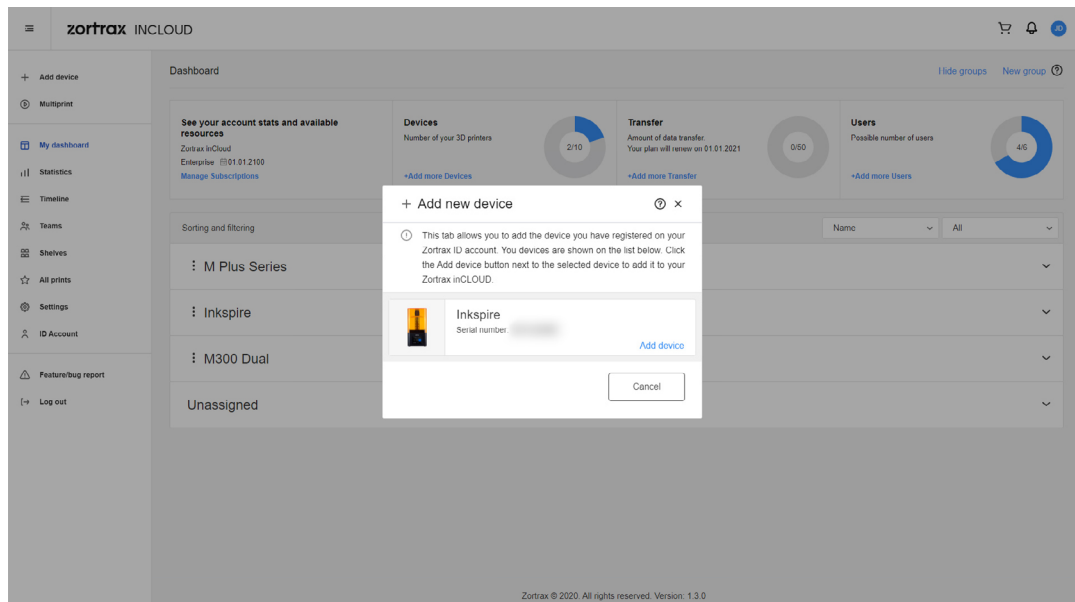 zortrax INCLOUD
JD
Add device
Multiprint
My dashboard
Statistics
Timeline
Teams
Shelves
All prints
Settings
ID Account
Feature/bug report
Log out
Dashboard
Hide groups
New group
See your account stats and available
resources
Zortrax inCloud
Enterprise 01.01.2100
Manage Subscriptions
Devices
Number of your 3D printers
2/10
+Add more Devices
Transfer
Amount of data transfer.
Your plan will renew on 01.01.2021
0/50
+Add more Transfer
Users
Possible number of users
4/5
+Add more Users
Sorting and filtering
Name
All
M Plus Series
Inkspire
M300 Dual
Unassigned
+ Add new device
This tab allows you to add the device you have registered on your
Zortrax ID account. You devices are shown on the list below. Click
the Add device button next to the selected device to add it to your
Zortrax inCLOUD.
Inkspire
Serial number:
Add device
Cancel
Zortrax © 2020. All rights reserved. Version: 1.3.0